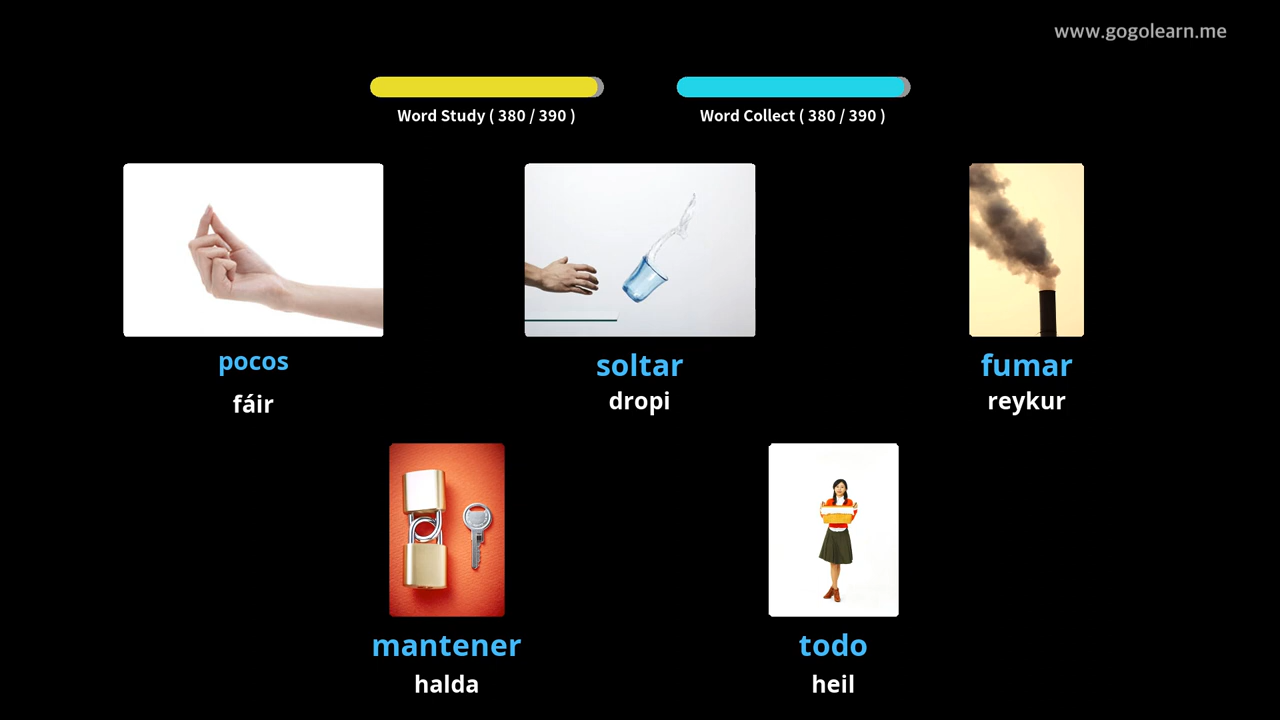 www.gogolearn.me
Word Study ( 380 / 390 )
Word Collect ( 380 / 390 )
pocos
fáir
soltar
dropi
fumar
reykur
mantener
halda
todo
heil